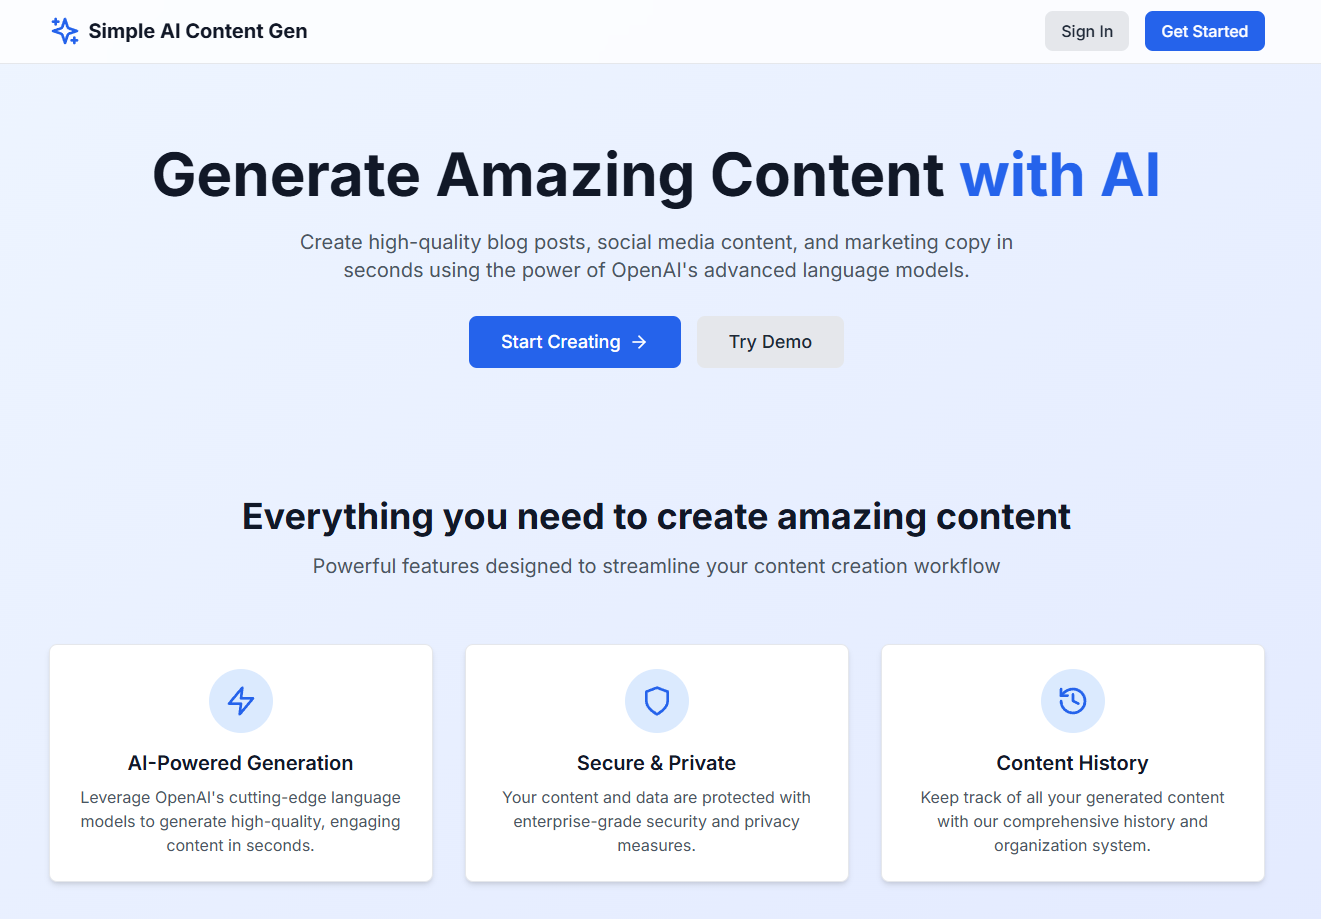 Simple AI Content Gen
Sign In
Get Started
Generate Amazing Content with AI
Create high-quality blog posts, social media content, and marketing copy in
seconds using the power of OpenAI's advanced language models.
Start Creating
Try Demo
Everything you need to create amazing content
Powerful features designed to streamline your content creation workflow
AI-Powered Generation
Leverage OpenAI's cutting-edge language
models to generate high-quality, engaging
content in seconds.
Secure & Private
Your content and data are protected with
enterprise-grade security and privacy
measures.
Content History
Keep track of all your generated content
with our comprehensive history and
organization system.